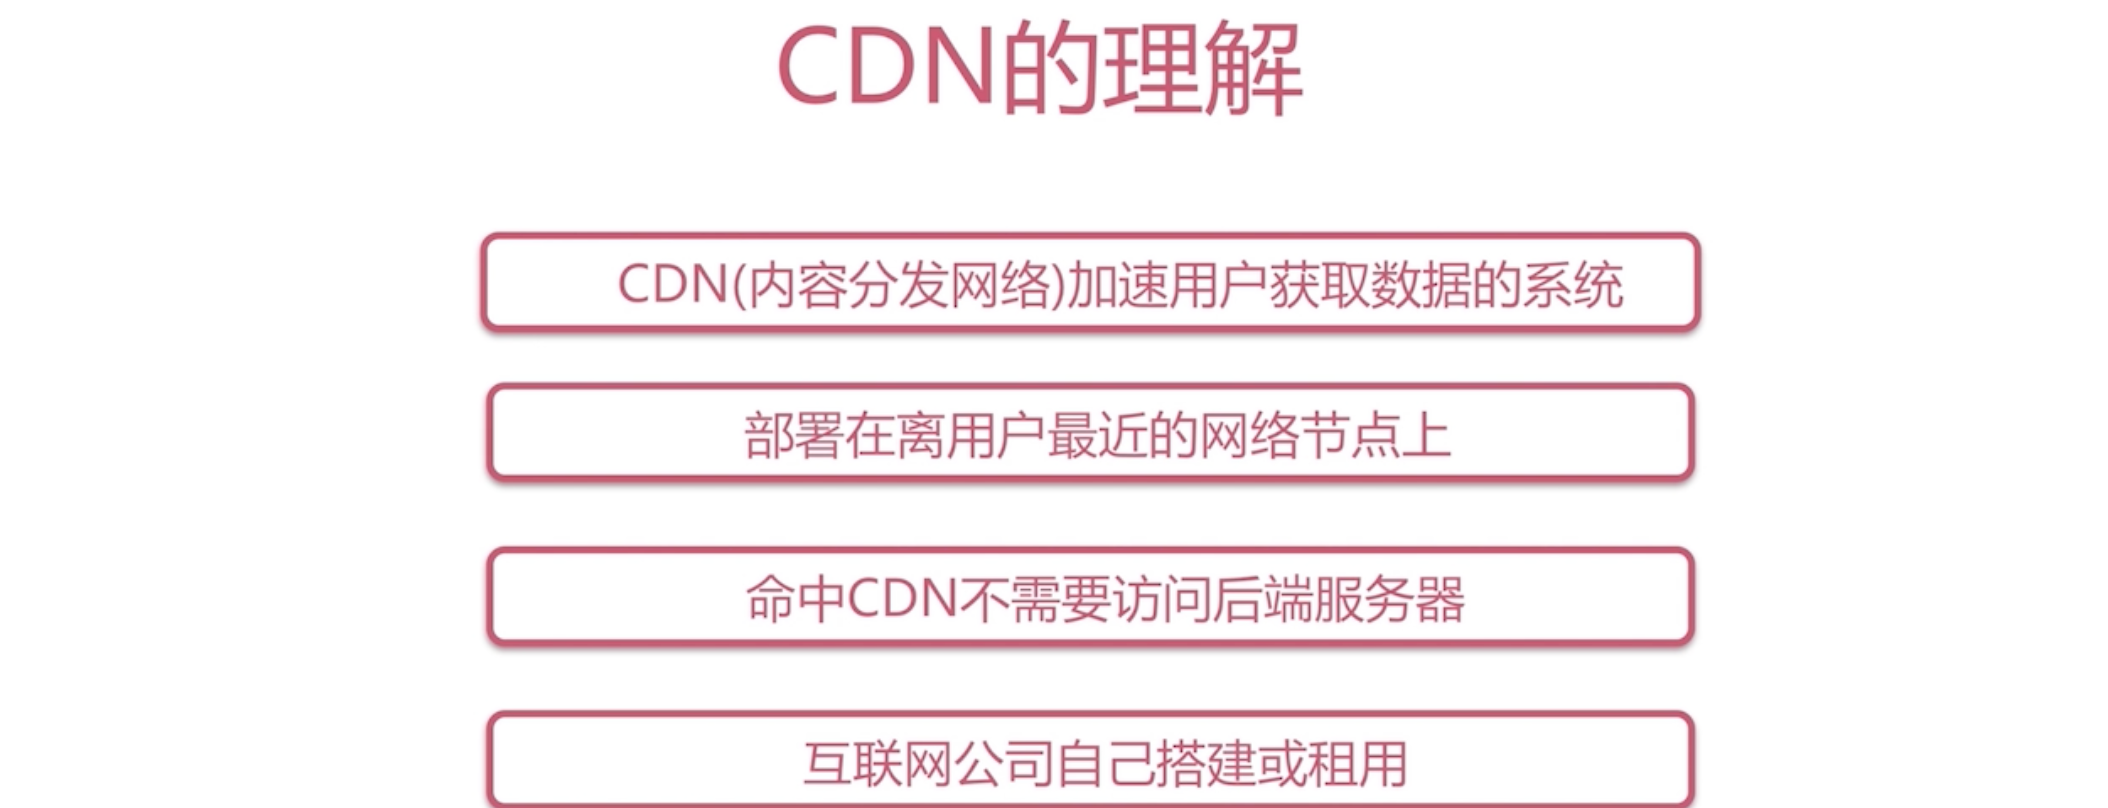 CDN的理解
CDN(内容分发网络)加速用户获取数据的系统
部署在离用户最近的网络节点上
命中CDN不需要访问后端服务器
互联网公司自己搭建或租用